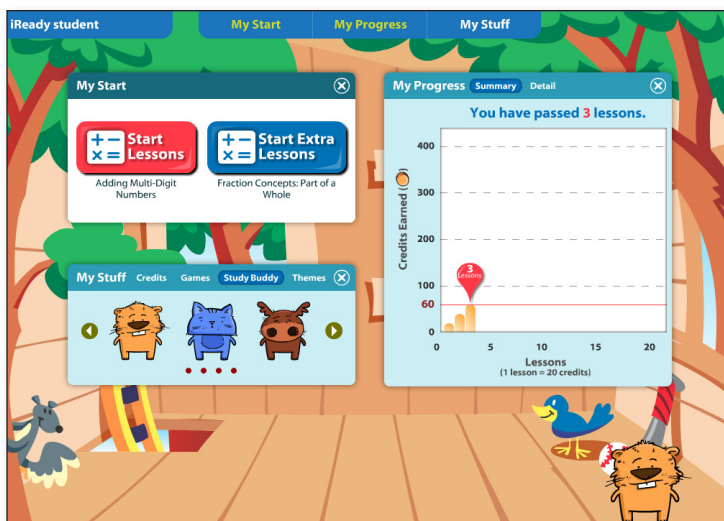 iReady student
My Start
My Progress
My Stuff
My Start
+ −
× =
Start
Lessons
Adding Multi-Digit
Numbers
+ −
× =
Start Extra
Lessons
Fraction Concepts: Part of a
Whole
My Stuff
Credits
Games
Study Buddy
Themes
My Progress
Summary
Detail
You have passed 3 lessons.
Credits Earned ( )
400
300
200
100
60
0
3
Lessons
0
5
10
15
20
Lessons
(1 lesson = 20 credits)